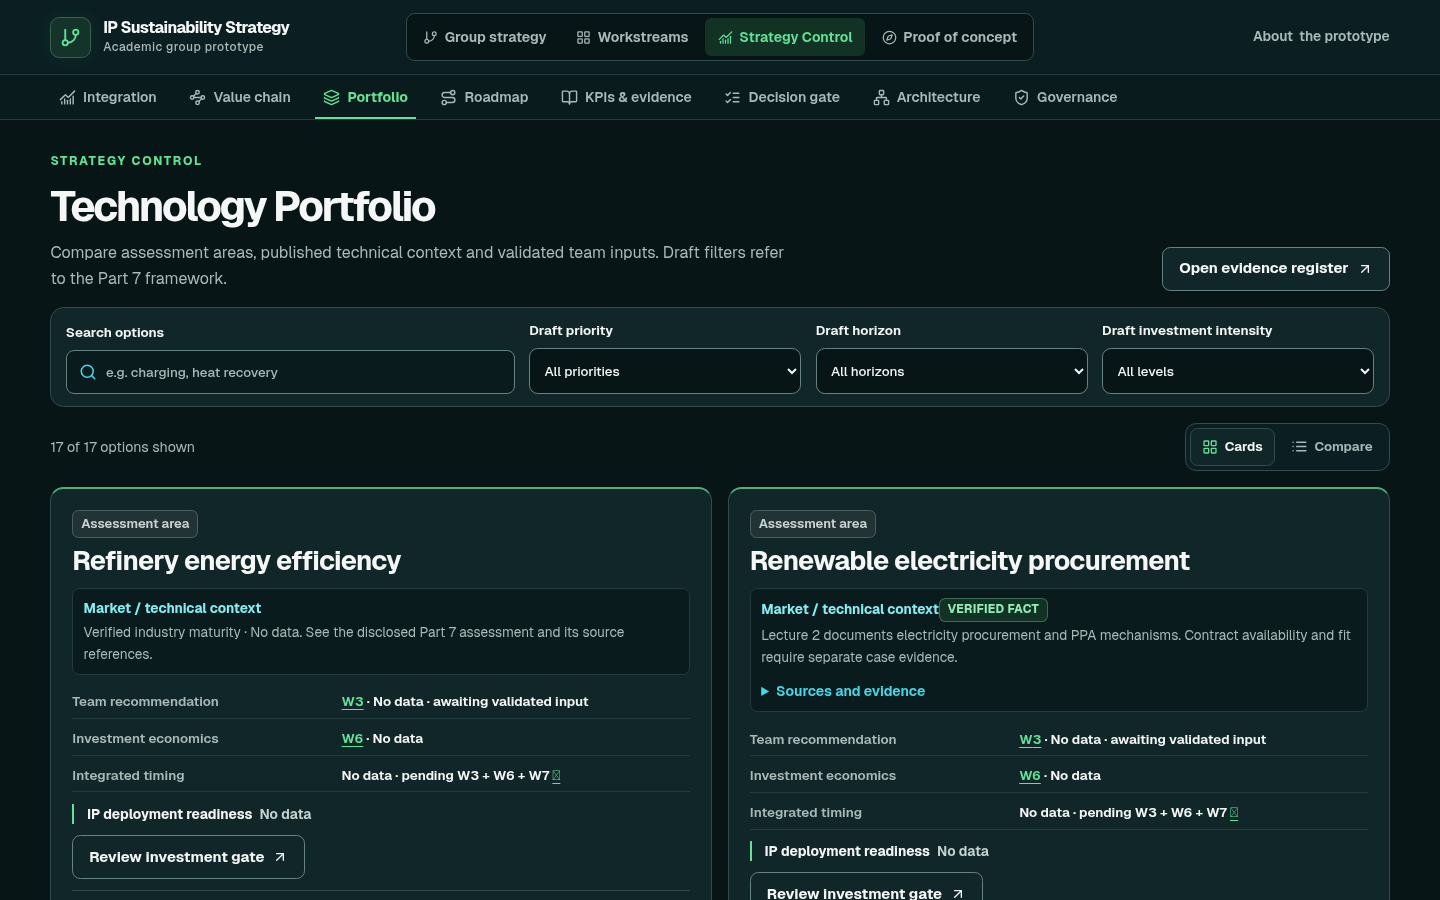 IP Sustainability Strategy
Academic group prototype
Group strategy
Workstreams
Strategy Control
Proof of concept
About the prototype
Integration
Value chain
Portfolio
Roadmap
KPIs & evidence
Decision gate
Architecture
Governance
STRATEGY CONTROL
Technology Portfolio
Compare assessment areas, published technical context and validated team inputs. Draft filters refer
to the Part 7 framework.
Open evidence register
Search options
Draft priority
Draft horizon
Draft investment intensity
e.g. charging, heat recovery
All priorities
All horizons
All levels
17 of 17 options shown
Cards
Compare
Assessment area
Refinery energy efficiency
Market / technical context
Verified industry maturity · No data. See the disclosed Part 7 assessment and its source
references.
Team recommendation W3 · No data · awaiting validated input
Investment economics W6 · No data
Integrated timing No data · pending W3 + W6 + W7
IP deployment readiness No data
Review investment gate
Assessment area
Renewable electricity procurement
Market / technical context VERIFIED FACT
Lecture 2 documents electricity procurement and PPA mechanisms. Contract availability and fit
require separate case evidence.
Sources and evidence
Team recommendation W3 · No data · awaiting validated input
Investment economics W6 · No data
Integrated timing No data · pending W3 + W6 + W7
IP deployment readiness No data
Review investment gate